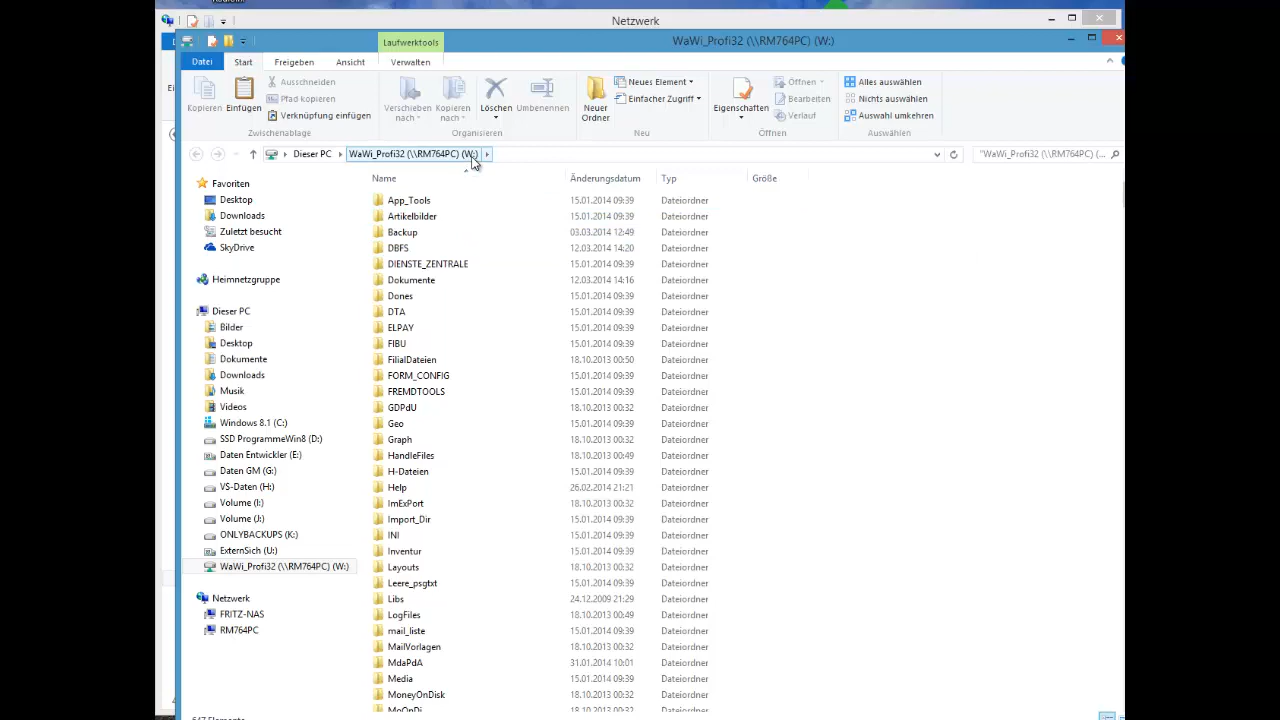 Netzwerk
Laufwerktools
WaWi_Profi32 (\\RM764PC) (W:)
Datei Start Freigeben Ansicht Verwalten
Kopieren Einfügen
Ausschneiden
Pfad kopieren
Verknüpfung einfügen
Zwischenablage
Verschieben nach
Kopieren nach
Löschen
Umbenennen
Organisieren
Neuer Ordner
Neues Element
Einfacher Zugriff
Neu
Eigenschaften
Öffnen
Bearbeiten
Verlauf
Öffnen
Alles auswählen
Nichts auswählen
Auswahl umkehren
Auswählen
Dieser PC WaWi_Profi32 (\\RM764PC) (W:)
"WaWi_Profi32 (\\RM764PC) (...
Favoriten
Desktop
Downloads
Zuletzt besucht
SkyDrive
Heimnetzgruppe
Dieser PC
Bilder
Desktop
Dokumente
Downloads
Musik
Videos
Windows 8.1 (C:)
SSD ProgrammeWin8 (D:)
Daten Entwickler (E:)
Daten GM (G:)
VS-Daten (H:)
Volume (I:)
Volume (J:)
ONLYBACKUPS (K:)
ExternSich (U:)
WaWi_Profi32 (\\RM764PC) (W:)
Netzwerk
FRITZ-NAS
RM764PC
Name Änderungsdatum Typ Größe
App_Tools 15.01.2014 09:39 Dateiordner
Artikelbilder 15.01.2014 09:39 Dateiordner
Backup 03.03.2014 12:49 Dateiordner
DBFS 12.03.2014 14:20 Dateiordner
DIENSTE_ZENTRALE 15.01.2014 09:39 Dateiordner
Dokumente 12.03.2014 14:16 Dateiordner
Dones 15.01.2014 09:39 Dateiordner
DTA 15.01.2014 09:39 Dateiordner
ELPAY 15.01.2014 09:39 Dateiordner
FIBU 15.01.2014 09:39 Dateiordner
FilialDateien 18.10.2013 00:50 Dateiordner
FORM_CONFIG 15.01.2014 09:39 Dateiordner
FREMDTOOLS 15.01.2014 09:39 Dateiordner
GDPdU 18.10.2013 00:32 Dateiordner
Geo 15.01.2014 09:39 Dateiordner
Graph 18.10.2013 00:32 Dateiordner
HandleFiles 18.10.2013 00:49 Dateiordner
H-Dateien 15.01.2014 09:39 Dateiordner
Help 26.02.2014 21:21 Dateiordner
ImExPort 18.10.2013 00:32 Dateiordner
Import_Dir 15.01.2014 09:39 Dateiordner
INI 15.01.2014 09:39 Dateiordner
Inventur 15.01.2014 09:39 Dateiordner
Layouts 18.10.2013 00:32 Dateiordner
Leere_psgtxt 15.01.2014 09:39 Dateiordner
Libs 24.12.2009 21:29 Dateiordner
LogFiles 18.10.2013 00:49 Dateiordner
mail_liste 15.01.2014 09:39 Dateiordner
MailVorlagen 18.10.2013 00:32 Dateiordner
MdaPdA 31.01.2014 10:01 Dateiordner
Media 15.01.2014 09:39 Dateiordner
MoneyOnDisk 18.10.2013 00:32 Dateiordner